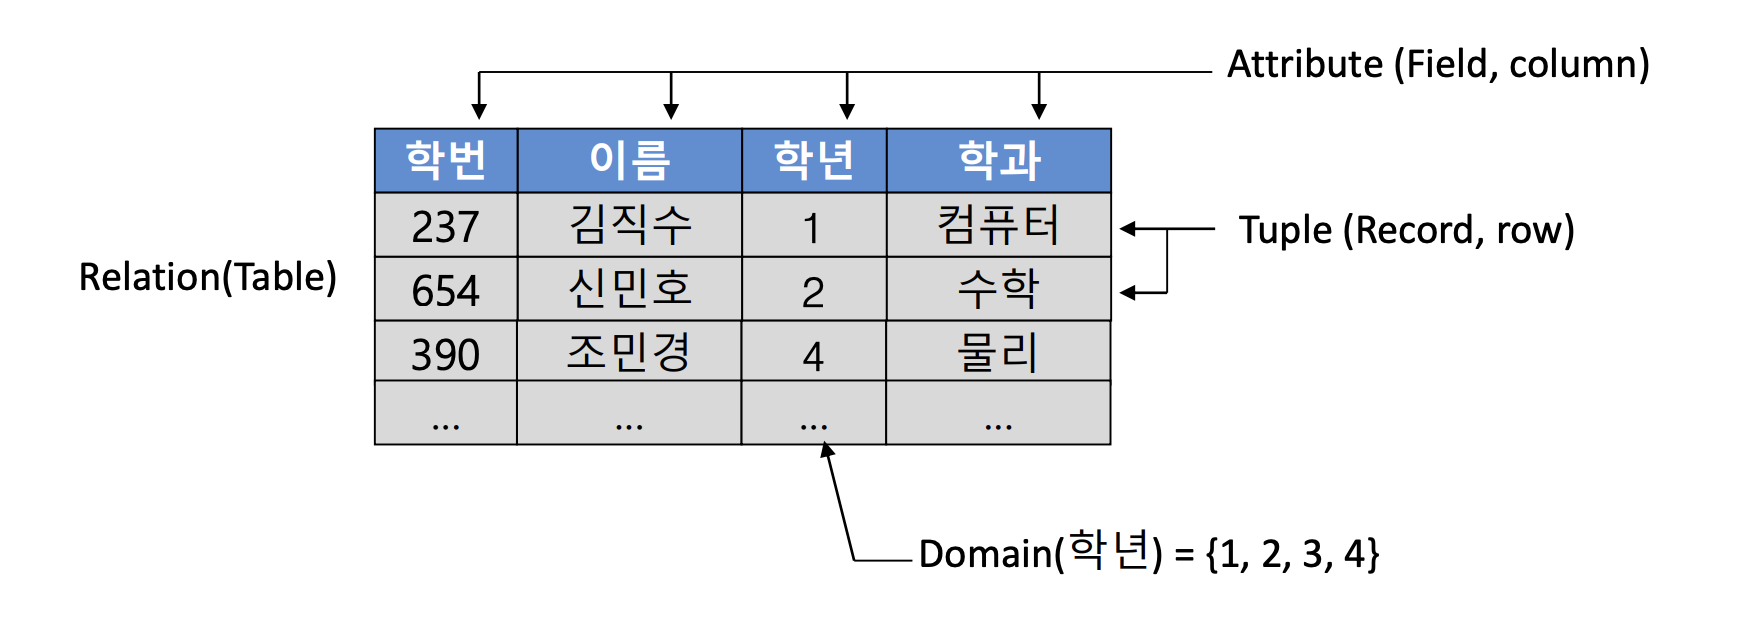 Attribute (Field, column)
학번 이름 학년 학과
237 김직수 1 컴퓨터
Tuple (Record, row)
Relation(Table)
654 신민호 2 수학
390 조민경 4 물리
... ... ... ...
Domain(학년) = {1, 2, 3, 4}